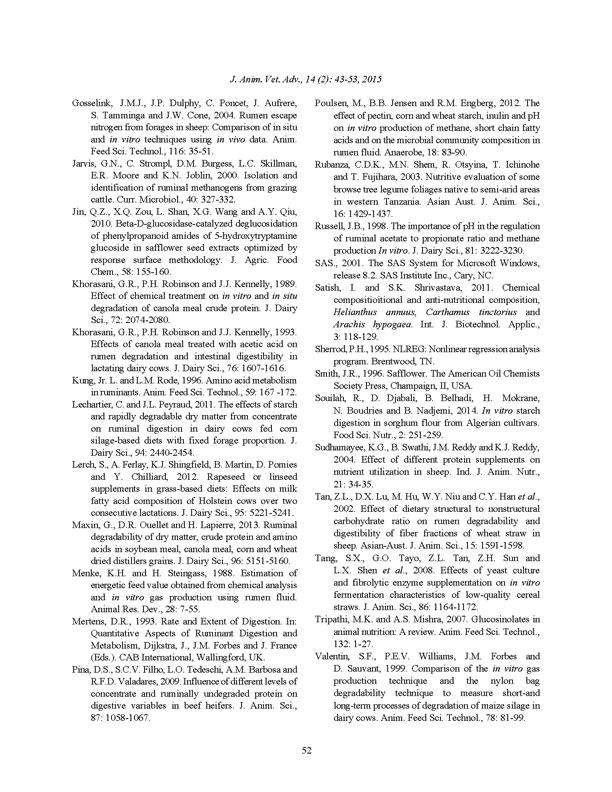 J. Anim. Vet. Adv., 14 (2): 43-53, 2015
Gosselink, J.M.J., J.P. Dulphy, C. Poncet, J. Aufrere,
S. Tamminga and J.W. Cone, 2004. Rumen escape
nitrogen from forages in sheep: Comparison of in situ
and in vitro techniques using in vivo data. Anim.
Feed Sci. Technol., 116: 35-51.
Jarvis, G.N., C. Strompl, D.M. Burgess, L.C. Skillman,
E.R. Moore and K.N. Joblin, 2000. Isolation and
identification of ruminal methanogens from grazing
cattle. Curr. Microbiol., 40: 327-332.
Jin, Q.Z., X.Q. Zou, L. Shan, X.G. Wang and A.Y. Qiu,
2010. Beta-D-glucosidase-catalyzed deglucosidation
of phenylpropanoid amides of 5-hydroxytryptamine
glucoside in safflower seed extracts optimized by
response surface methodology. J. Agric. Food
Chem., 58: 155-160.
Khorasani, G.R., P.H. Robinson and J.J. Kennelly, 1989.
Effect of chemical treatment on in vitro and in situ
degradation of canola meal crude protein. J. Dairy
Sci., 72: 2074-2080.
Khorasani, G.R., P.H. Robinson and J.J. Kennelly, 1993.
Effects of canola meal treated with acetic acid on
rumen degradation and intestinal digestibility in
lactating dairy cows. J. Dairy Sci., 76: 1607-1616.
Kung, Jr. L. and L.M. Rode, 1996. Amino acid metabolism
in ruminants. Anim. Feed Sci. Technol., 59: 167 -172.
Lechartier, C. and J.L. Peyraud, 2011. The effects of starch
and rapidly degradable dry matter from concentrate
on ruminal digestion in dairy cows fed corn
silage-based diets with fixed forage proportion. J.
Dairy Sci., 94: 2440-2454.
Lerch, S., A. Ferlay, K.J. Shingfield, B. Martin, D. Pomies
and Y. Chilliard, 2012. Rapeseed or linseed
supplements in grass-based diets: Effects on milk
fatty acid composition of Holstein cows over two
consecutive lactations. J. Dairy Sci., 95: 5221-5241.
Maxin, G., D.R. Ouellet and H. Lapierre, 2013. Ruminal
degradability of dry matter, crude protein and amino
acids in soybean meal, canola meal, corn and wheat
dried distillers grains. J. Dairy Sci., 96: 5151-5160.
Menke, K.H. and H. Steingass, 1988. Estimation of
energetic feed value obtained from chemical analysis
and in vitro gas production using rumen fluid.
Animal Res. Dev., 28: 7-55.
Mertens, D.R., 1993. Rate and Extent of Digestion. In:
Quantitative Aspects of Ruminant Digestion and
Metabolism, Dijkstra, J., J.M. Forbes and J. France
(Eds.). CAB International, Wallingford, UK.
Pina, D.S., S.C.V. Filho, L.O. Tedeschi, A.M. Barbosa and
R.F.D. Valadares, 2009. Influence of different levels of
concentrate and ruminally undegraded protein on
digestive variables in beef heifers. J. Anim. Sci.,
87: 1058-1067.
Poulsen, M., B.B. Jensen and R.M. Engberg, 2012. The
effect of pectin, corn and wheat starch, inulin and pH
on in vitro production of methane, short chain fatty
acids and on the microbial community composition in
rumen fluid. Anaerobe, 18: 83-90.
Rubanza, C.D.K., M.N. Shem, R. Otsyina, T. Ichinohe
and T. Fujihara, 2003. Nutritive evaluation of some
browse tree legume foliages native to semi-arid areas
in western Tanzania. Asian Aust. J. Anim. Sci.,
16: 1429-1437.
Russell, J.B., 1998. The importance of pH in the regulation
of ruminal acetate to propionate ratio and methane
production In vitro. J. Dairy Sci., 81: 3222-3230.
SAS., 2001. The SAS System for Microsoft Windows,
release 8.2. SAS Institute Inc., Cary, NC.
Satish, I. and S.K. Shrivastava, 2011. Chemical
compositioitional and anti-nutritional composition,
Helianthus annuus, Carthamus tinctorius and
Arachis hypogaea. Int. J. Biotechnol. Applic.,
3: 118-129.
Sherrod, P.H., 1995. NLREG: Nonlinear regression analysis
program. Brentwood, TN.
Smith, J.R., 1996. Safflower. The American Oil Chemists
Society Press, Champaign, II, USA.
Souilah, R., D. Djabali, B. Belhadi, H. Mokrane,
N. Boudries and B. Nadjemi, 2014. In vitro starch
digestion in sorghum flour from Algerian cultivars.
Food Sci. Nutr., 2: 251-259.
Sudhamayee, K.G., B. Swathi, J.M. Reddy and K.J. Reddy,
2004. Effect of different protein supplements on
nutrient utilization in sheep. Ind. J. Anim. Nutr.,
21: 34-35.
Tan, Z.L., D.X. Lu, M. Hu, W.Y. Niu and C.Y. Han et al.,
2002. Effect of dietary structural to nonstructural
carbohydrate ratio on rumen degradability and
digestibility of fiber fractions of wheat straw in
sheep. Asian-Aust. J. Anim. Sci., 15: 1591-1598.
Tang, S.X., G.O. Tayo, Z.L. Tan, Z.H. Sun and
L.X. Shen et al., 2008. Effects of yeast culture
and fibrolytic enzyme supplementation on in vitro
fermentation characteristics of low-quality cereal
straws. J. Anim. Sci., 86: 1164-1172.
Tripathi, M.K. and A.S. Mishra, 2007. Glucosinolates in
animal nutrition: A review. Anim. Feed Sci. Technol.,
132: 1-27.
Valentin, S.F., P.E.V. Williams, J.M. Forbes and
D. Sauvant, 1999. Comparison of the in vitro gas
production technique and the nylon bag
degradability technique to measure short-and
long-term processes of degradation of maize silage in
dairy cows. Anim. Feed Sci. Technol., 78: 81-99.
52